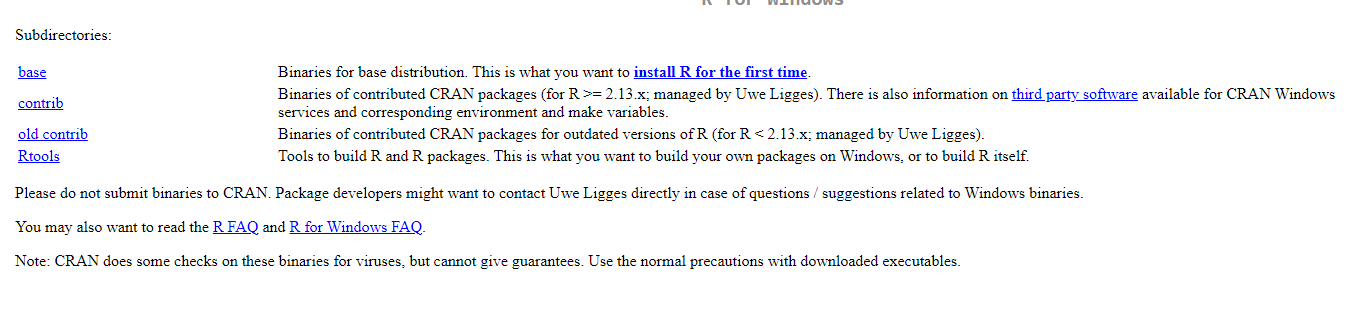 R for Windows
Subdirectories:
base Binaries for base distribution. This is what you want to install R for the first time.
contrib Binaries of contributed CRAN packages (for R >= 2.13.x; managed by Uwe Ligges). There is also information on third party software available for CRAN Windows
services and corresponding environment and make variables.
old contrib Binaries of contributed CRAN packages for outdated versions of R (for R < 2.13.x; managed by Uwe Ligges).
Rtools Tools to build R and R packages. This is what you want to build your own packages on Windows, or to build R itself.
Please do not submit binaries to CRAN. Package developers might want to contact Uwe Ligges directly in case of questions / suggestions related to Windows binaries.
You may also want to read the R FAQ and R for Windows FAQ.
Note: CRAN does some checks on these binaries for viruses, but cannot give guarantees. Use the normal precautions with downloaded executables.